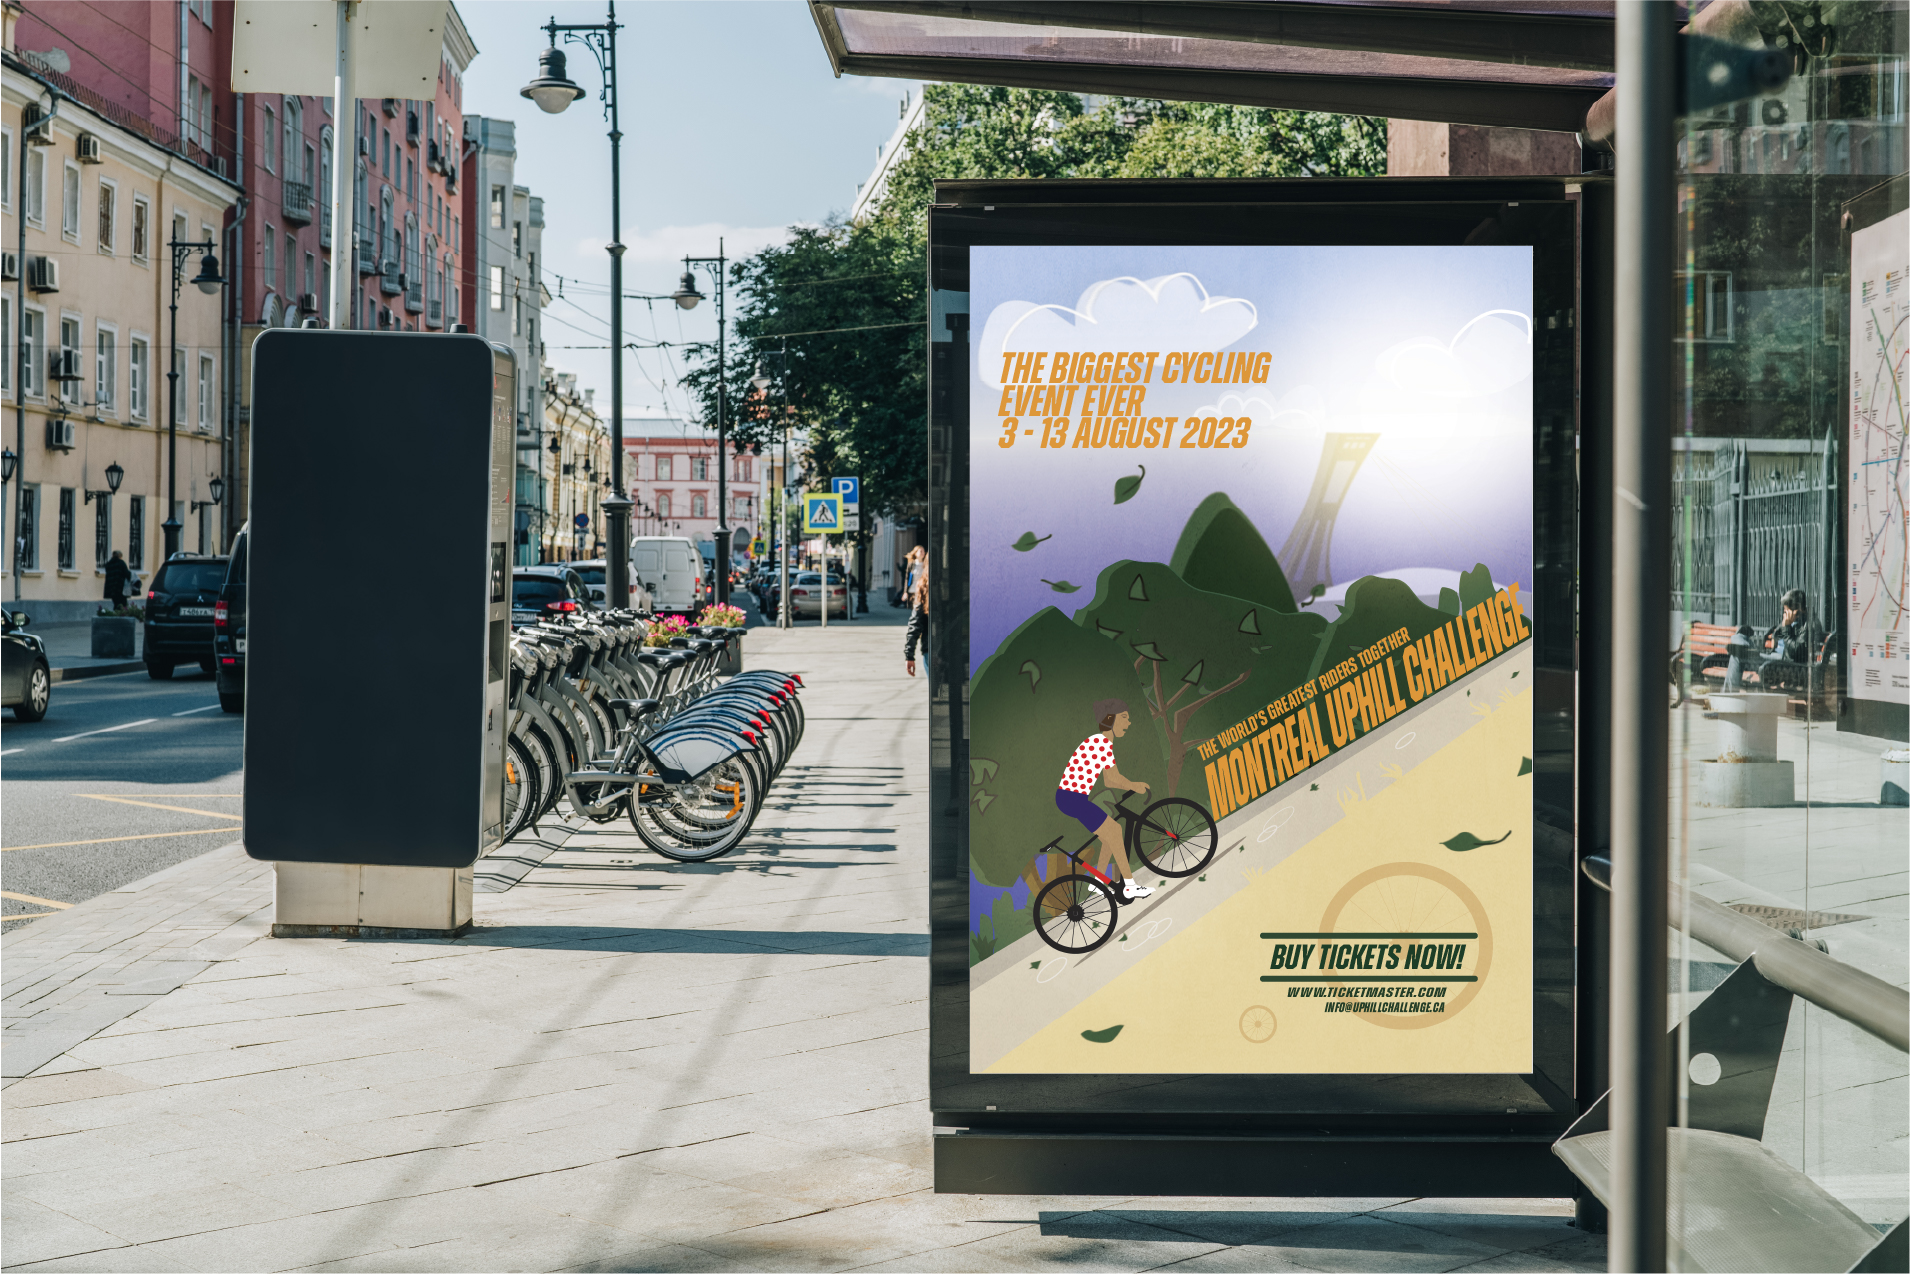 THE BIGGEST CYCLING
EVENT EVER
3 - 13 AUGUST 2023
THE WORLD'S GREATEST RIDERS TOGETHER
MONTREAL UPHILL CHALLENGE
BUY TICKETS NOW!
WWW.TICKETMASTER.COM
INFO@UPHILLCHALLENGE.CA
P